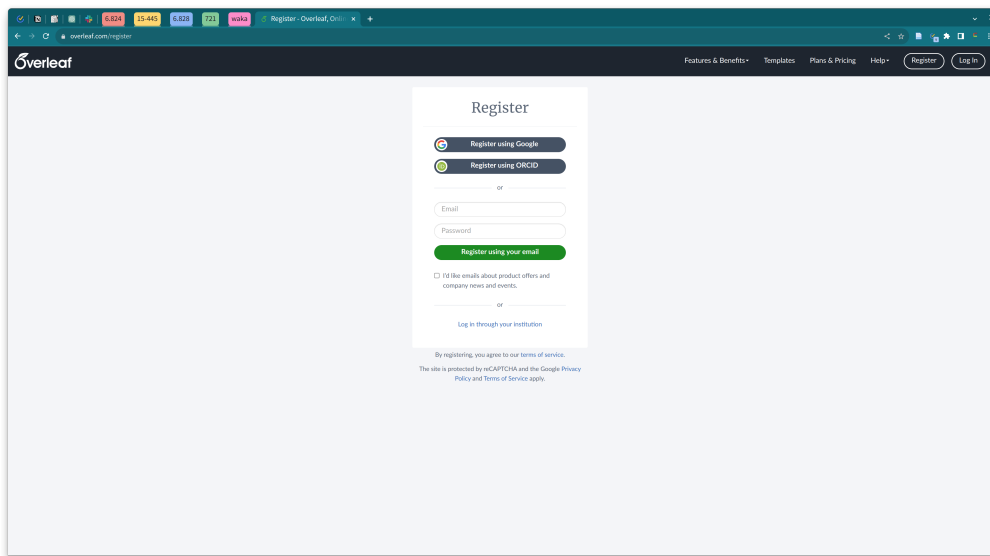 6.824
15-445
6.828
721
waka
Register - Overleaf, Onlin
overleaf.com/register
Overleaf
Features & Benefits
Templates
Plans & Pricing
Help
Register
Log In
Register
Register using Google
Register using ORCID
or
Email
Password
Register using your email
I'd like emails about product offers and
company news and events.
or
Log in through your institution
By registering, you agree to our terms of service.
The site is protected by reCAPTCHA and the Google Privacy
Policy and Terms of Service apply.